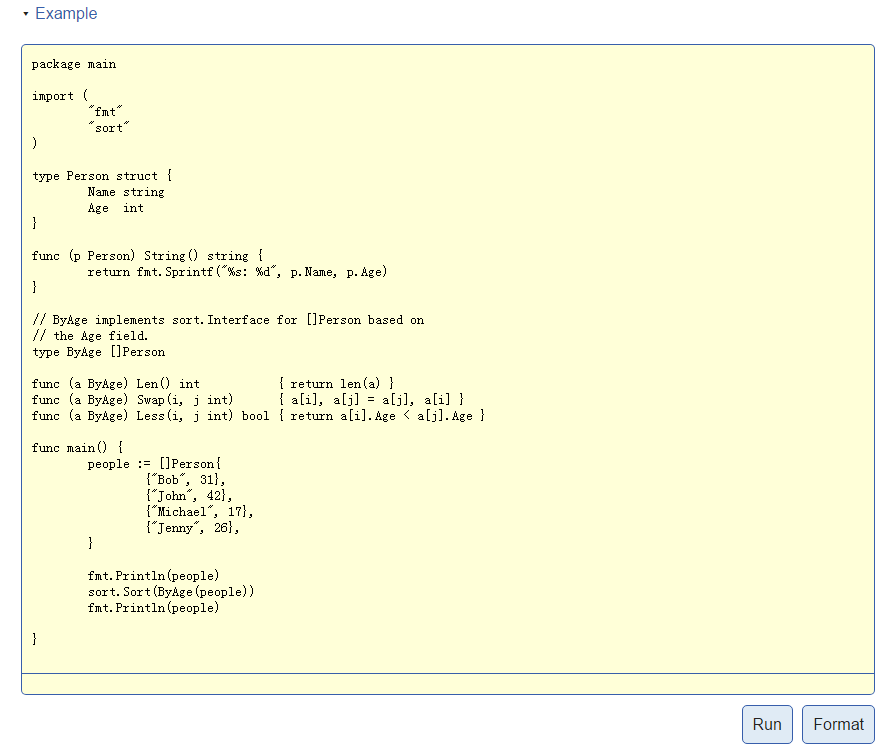 Example
package main
import (
        "fmt"
        "sort"
)
type Person struct {
        Name string
        Age  int
}
func (p Person) String() string {
        return fmt.Sprintf("%s: %d", p.Name, p.Age)
}
// ByAge implements sort.Interface for []Person based on
// the Age field.
type ByAge []Person
func (a ByAge) Len() int           { return len(a) }
func (a ByAge) Swap(i, j int)      { a[i], a[j] = a[j], a[i] }
func (a ByAge) Less(i, j int) bool { return a[i].Age < a[j].Age }
func main() {
        people := []Person{
                {"Bob", 31},
                {"John", 42},
                {"Michael", 17},
                {"Jenny", 26},
        }
        fmt.Println(people)
        sort.Sort(ByAge(people))
        fmt.Println(people)
}
Run Format